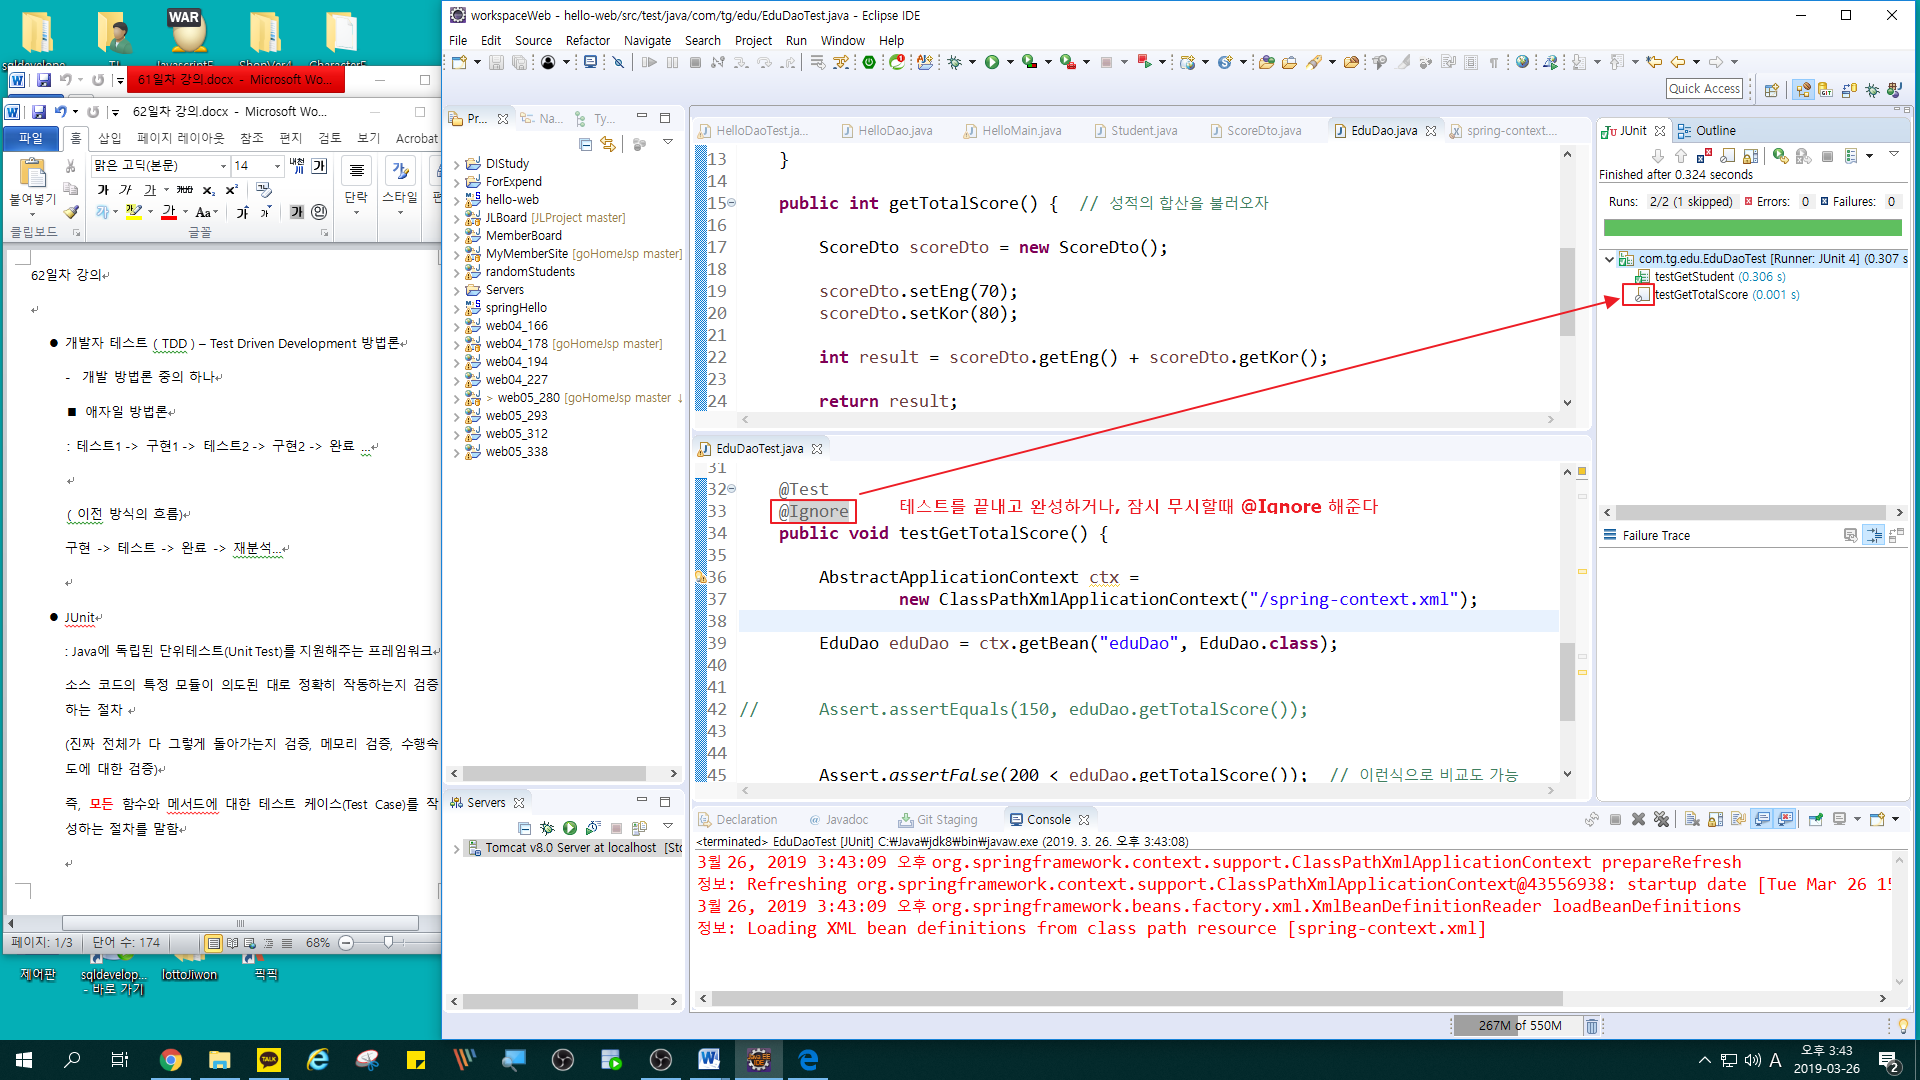 WAR
61일차 강의.docx - Microsoft Wo...
62일차 강의.docx - Microsoft Wo...
파일 홈 삽입 페이지 레이아웃 참조 편지 검토 보기 Acrobat
맑은 고딕(본문) 14
붙여넣기 단락 스타일
클립보드 글꼴
62일차 강의
● 개발자 테스트 ( TDD ) – Test Driven Development 방법론
- 개발 방법론 중의 하나
■ 애자일 방법론
: 테스트1 -> 구현1 -> 테스트2 -> 구현2 -> 완료 ...
( 이전 방식의 흐름)
구현 -> 테스트 -> 완료 -> 재분석...
● JUnit
: Java에 독립된 단위테스트(Unit Test)를 지원해주는 프레임워크
소스 코드의 특정 모듈이 의도된 대로 정확히 작동하는지 검증
하는 절차
(진짜 전체가 다 그렇게 돌아가는지 검증, 메모리 검증, 수행속
도에 대한 검증)
즉, 모든 함수와 메서드에 대한 테스트 케이스(Test Case)를 작
성하는 절차를 말함
페이지: 1/3 단어 수: 174 68%
제어판 sqldevelop... lottoJiwon 픽픽
- 바로 가기
workspaceWeb - hello-web/src/test/java/com/tg/edu/EduDaoTest.java - Eclipse IDE
File Edit Source Refactor Navigate Search Project Run Window Help
Quick Access
Pr... Na... Ty...
DIStudy
ForExpend
hello-web
JLBoard [JLProject master]
MemberBoard
MyMemberSite [goHomeJsp master]
randomStudents
Servers
springHello
web04_166
web04_178 [goHomeJsp master]
web04_194
web04_227
> web05_280 [goHomeJsp master ↓
web05_293
web05_312
web05_338
Servers
Tomcat v8.0 Server at localhost [Sto
HelloDaoTest.ja... HelloDao.java HelloMain.java Student.java ScoreDto.java EduDao.java spring-context....
13 }
14
15 public int getTotalScore() { // 성적의 합산을 불러오자
16
17 ScoreDto scoreDto = new ScoreDto();
18
19 scoreDto.setEng(70);
20 scoreDto.setKor(80);
21
22 int result = scoreDto.getEng() + scoreDto.getKor();
23
24 return result;
EduDaoTest.java
31
32 @Test
33 @Ignore 테스트를 끝내고 완성하거나, 잠시 무시할때 @Ignore 해준다
34 public void testGetTotalScore() {
35
36 AbstractApplicationContext ctx =
37 new ClassPathXmlApplicationContext("/spring-context.xml");
38
39 EduDao eduDao = ctx.getBean("eduDao", EduDao.class);
40
41
42 // Assert.assertEquals(150, eduDao.getTotalScore());
43
44
45 Assert.assertFalse(200 < eduDao.getTotalScore()); // 이런식으로 비교도 가능
Declaration Javadoc Git Staging Console
<terminated> EduDaoTest [JUnit] C:₩Java₩jdk8₩bin₩javaw.exe (2019. 3. 26. 오후 3:43:08)
3월 26, 2019 3:43:09 오후 org.springframework.context.support.ClassPathXmlApplicationContext prepareRefresh
정보: Refreshing org.springframework.context.support.ClassPathXmlApplicationContext@43556938: startup date [Tue Mar 26 15
3월 26, 2019 3:43:09 오후 org.springframework.beans.factory.xml.XmlBeanDefinitionReader loadBeanDefinitions
정보: Loading XML bean definitions from class path resource [spring-context.xml]
JUnit Outline
Finished after 0.324 seconds
Runs: 2/2 (1 skipped) Errors: 0 Failures: 0
com.tg.edu.EduDaoTest [Runner: JUnit 4] (0.307 s
testGetStudent (0.306 s)
testGetTotalScore (0.001 s)
Failure Trace
267M of 550M
TALK
A 오후 3:43
2019-03-26
2